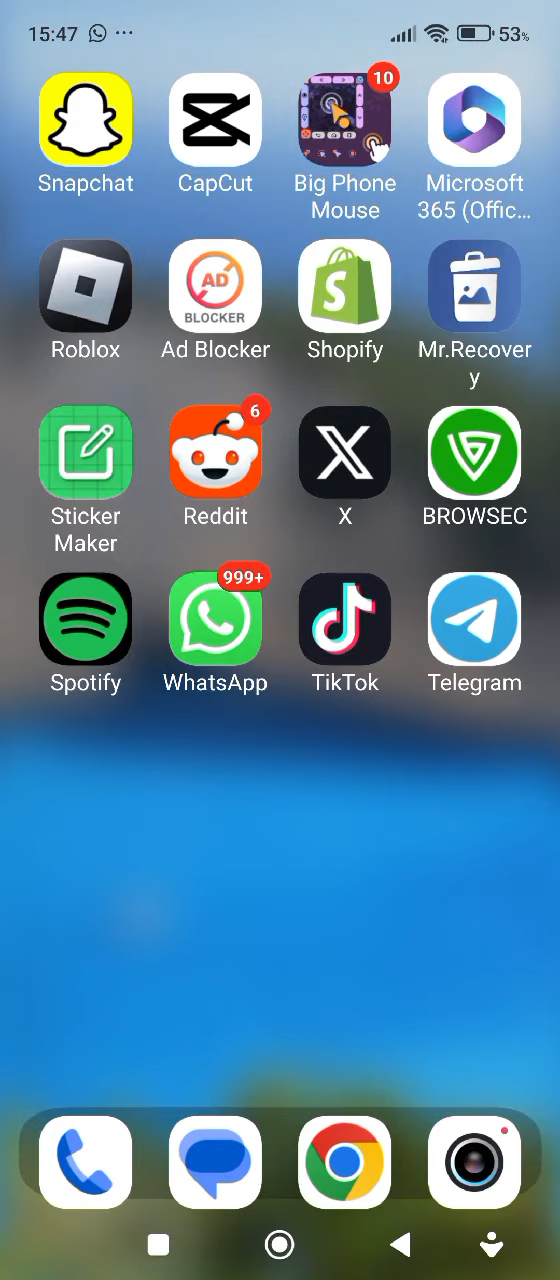 15:47 ... 53%
10
Snapchat CapCut Big Phone Mouse Microsoft 365 (Offic...
AD
BLOCKER
S
Roblox Ad Blocker Shopify Mr.Recovery
6
Sticker Maker Reddit X BROWSEC
999+
Spotify WhatsApp TikTok Telegram